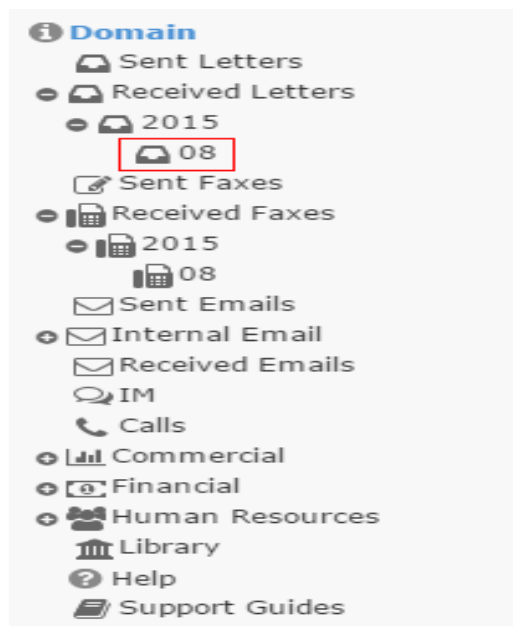 Domain
Sent Letters
Received Letters
2015
08
Sent Faxes
Received Faxes
2015
08
Sent Emails
Internal Email
Received Emails
IM
Calls
Commercial
Financial
Human Resources
Library
Help
Support Guides